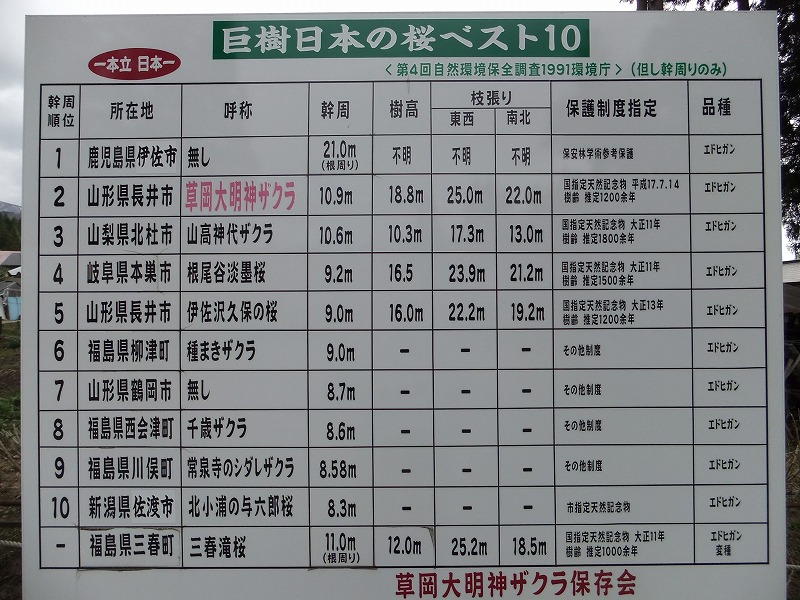 巨樹日本の桜ベスト10
一本立 日本一
<第4回自然環境保全調査1991環境庁>(但し幹周りのみ)
幹周順位 所在地 呼称 幹周 樹高 枝張り 東西 南北 保護制度指定 品種
1 鹿児島県伊佐市 無し 21.0m (根周り) 不明 不明 不明 保安林学術参考保護 エドヒガン
2 山形県長井市 草岡大明神ザクラ 10.9m 18.8m 25.0m 22.0m 国指定天然記念物 平成17.7.14 樹齢 推定1200余年 エドヒガン
3 山梨県北杜市 山高神代ザクラ 10.6m 10.3m 17.3m 13.0m 国指定天然記念物 大正11年 樹齢 推定1800余年 エドヒガン
4 岐阜県本巣市 根尾谷淡墨桜 9.2m 16.5 23.9m 21.2m 国指定天然記念物 大正11年 樹齢 推定1500余年 エドヒガン
5 山形県長井市 伊佐沢久保の桜 9.0m 16.0m 22.2m 19.2m 国指定天然記念物 大正13年 樹齢 推定1200余年 エドヒガン
6 福島県柳津町 種まきザクラ 9.0m - - - その他制度 エドヒガン
7 山形県鶴岡市 無し 8.7m - - - その他制度 エドヒガン
8 福島県西会津町 千歳ザクラ 8.6m - - - その他制度 エドヒガン
9 福島県川俣町 常泉寺のシダレザクラ 8.58m - - - その他制度 エドヒガン
10 新潟県佐渡市 北小浦の与六郎桜 8.3m - - - 市指定天然記念物 エドヒガン
- 福島県三春町 三春滝桜 11.0m (根周り) 12.0m 25.2m 18.5m 国指定天然記念物 大正11年 樹齢 推定1000余年 エドヒガン変種
草岡大明神ザクラ保存会